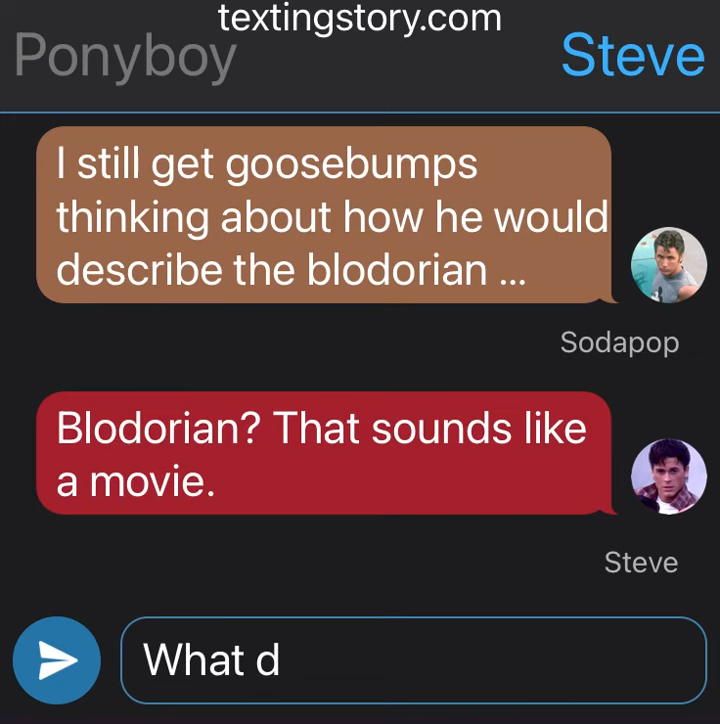 textingstory.com
Ponyboy
Steve
I still get goosebumps
thinking about how he would
describe the blodorian ...
Sodapop
Blodorian? That sounds like
a movie.
Steve
What d